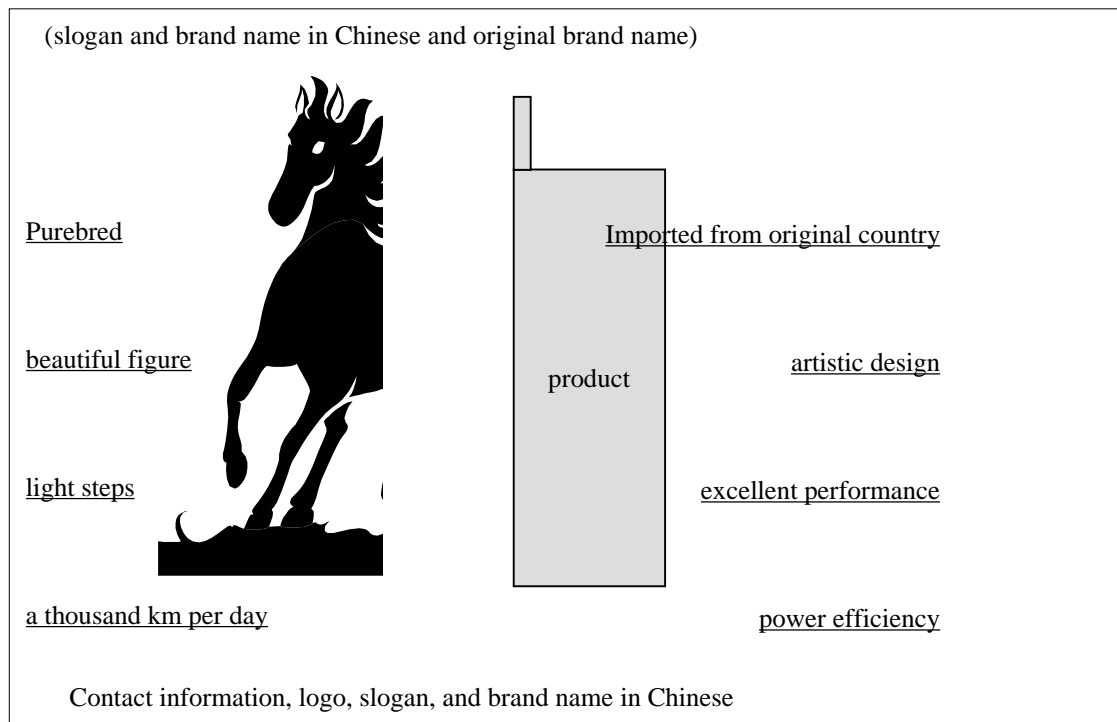 (slogan and brand name in Chinese and original brand name)
Purebred
Imported from original country
beautiful figure
artistic design
product
light steps
excellent performance
a thousand km per day
power efficiency
Contact information, logo, slogan, and brand name in Chinese